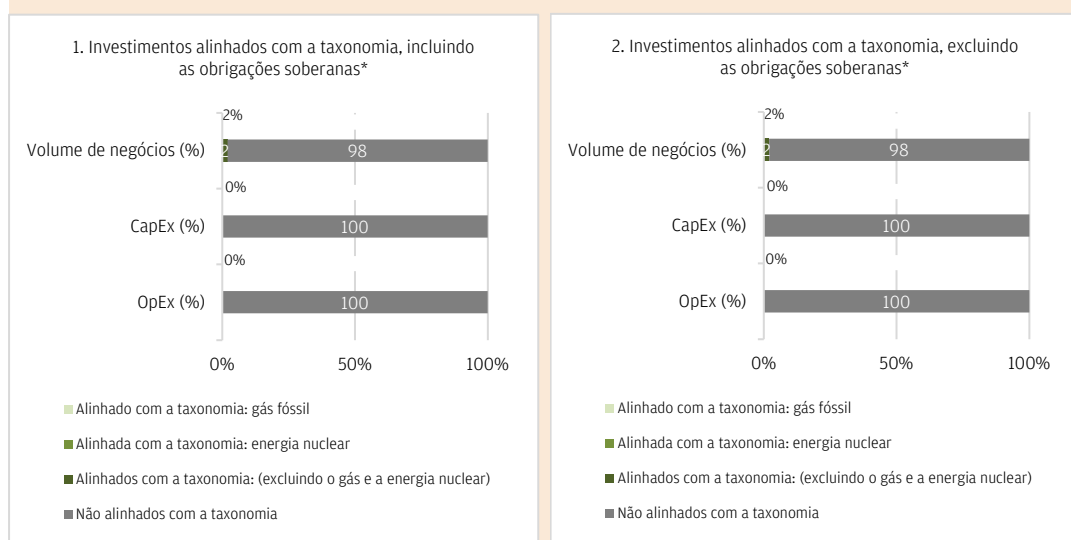 1. Investimentos alinhados com a taxonomia, incluindo
as obrigações soberanas*
2%
Volume de negócios (%)
2
98
0%
CapEx (%)
100
0%
OpEx (%)
100
0%
50%
100%
Alinhado com a taxonomia: gás fóssil
Alinhada com a taxonomia: energia nuclear
Alinhados com a taxonomia: (excluindo o gás e a energia nuclear)
Não alinhados com a taxonomia
2. Investimentos alinhados com a taxonomia, excluindo
as obrigações soberanas*
2%
Volume de negócios (%)
2
98
0%
CapEx (%)
100
0%
OpEx (%)
100
0%
50%
100%
Alinhado com a taxonomia: gás fóssil
Alinhada com a taxonomia: energia nuclear
Alinhados com a taxonomia: (excluindo o gás e a energia nuclear)
Não alinhados com a taxonomia